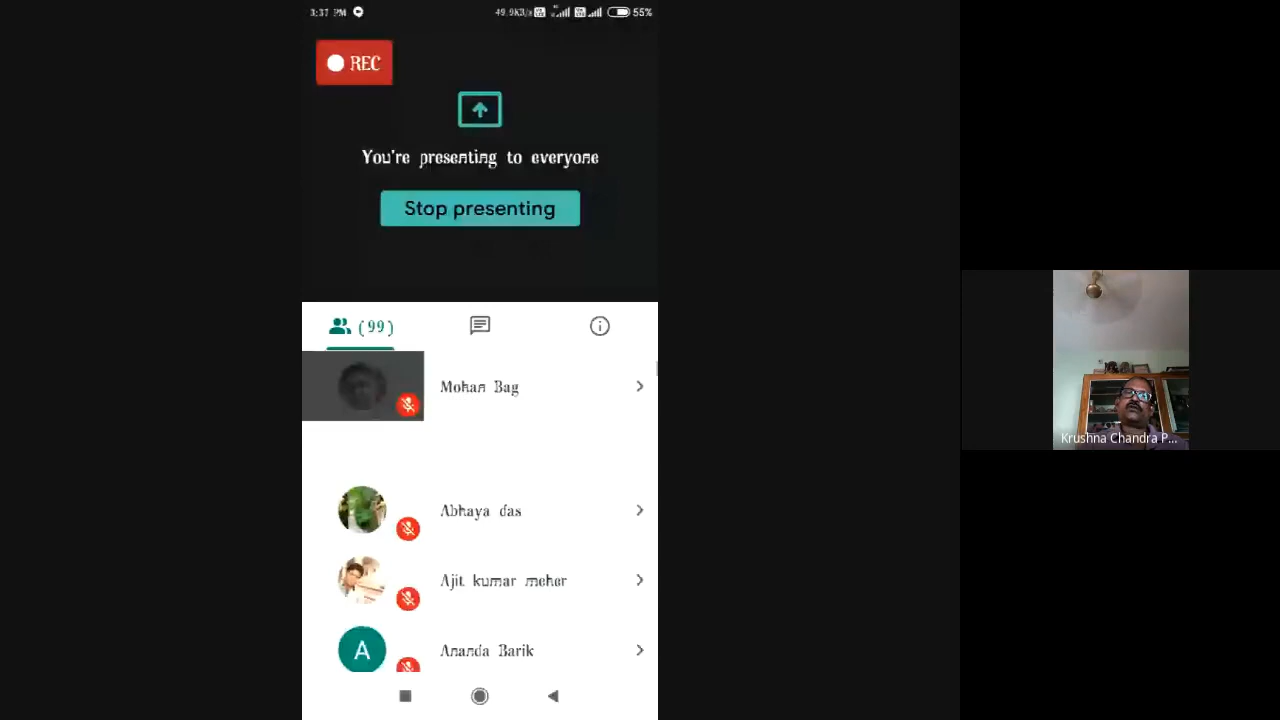 3:37 PM
49.9KB/s
55%
REC
You're presenting to everyone
Stop presenting
(99)
Mohan Bag
Abhaya das
Ajit kumar meher
A
Ananda Barik
Krushna Chandra P...